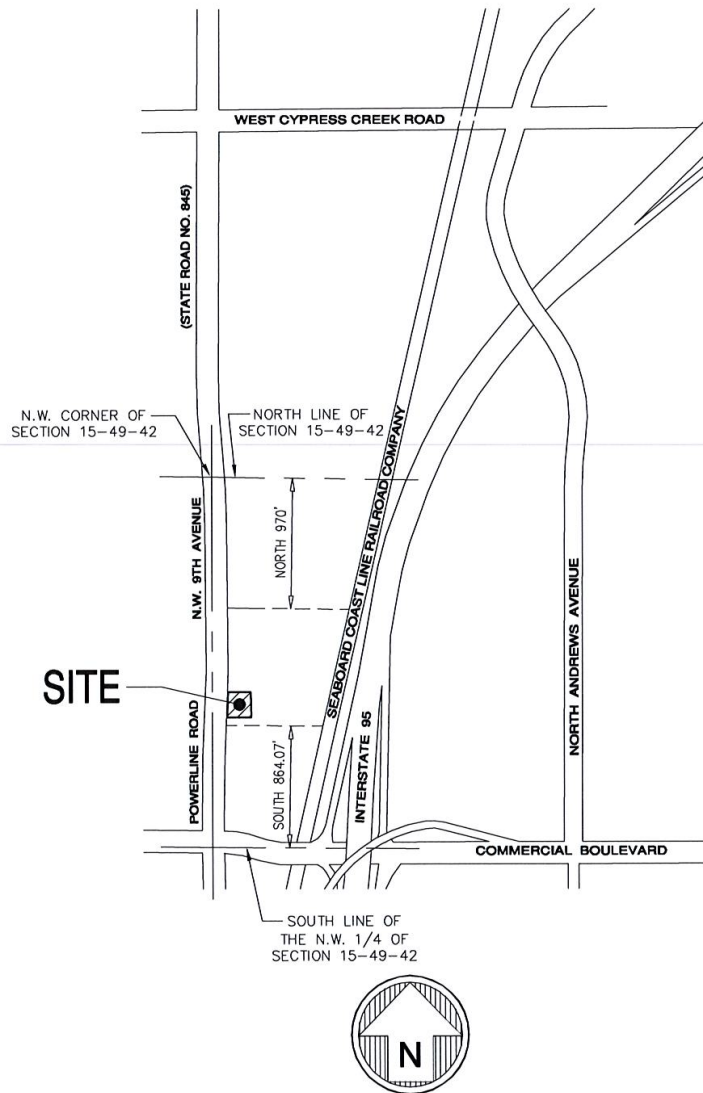 WEST CYPRESS CREEK ROAD
(STATE ROAD NO. 845)
N.W. CORNER OF
SECTION 15-49-42
NORTH LINE OF
SECTION 15-49-42
N.W. 9TH AVENUE
NORTH 970'
SEABOARD COAST LINE RAILROAD COMPANY
SITE
POWERLINE ROAD
SOUTH 864.07'
INTERSTATE 95
NORTH ANDREWS AVENUE
COMMERCIAL BOULEVARD
SOUTH LINE OF
THE N.W. 1/4 OF
SECTION 15-49-42
N